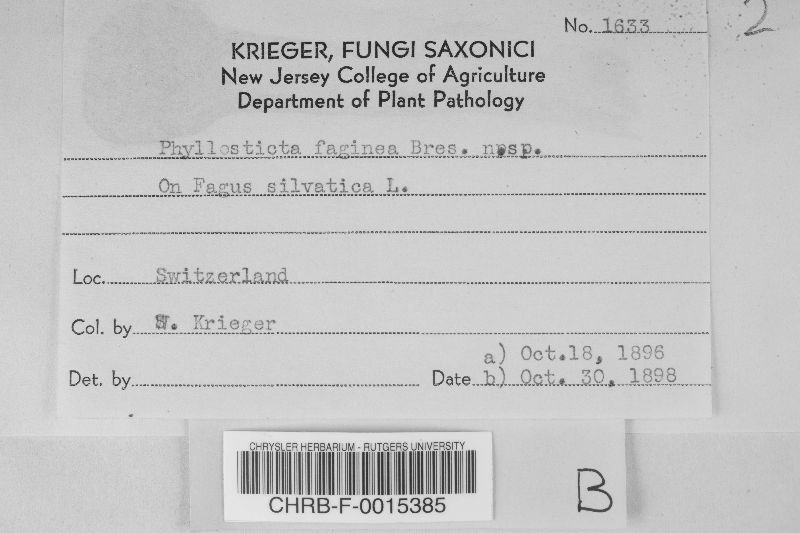 No. 1633
2
KRIEGER, FUNGI SAXONICI
New Jersey College of Agriculture
Department of Plant Pathology
Phyllosticta faginea Bres. n.sp.
On Fagus silvatica L.
Loc. Switzerland
Col. by W. Krieger
a) Oct.18, 1896
Det. by Date b) Oct. 30, 1898
CHRYSLER HERBARIUM - RUTGERS UNIVERSITY
CHRB-F-0015385
B